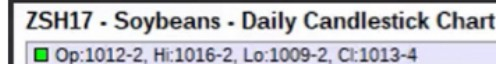 ZSH17 - Soybeans - Daily Candlestick Chart
Op:1012-2, Hi:1016-2, Lo:1009-2, Cl:1013-4